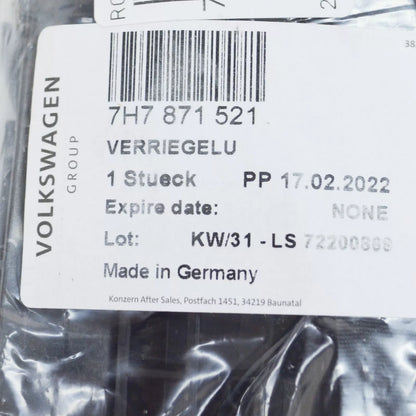 7H7 871 521
VERRIEGELU
1 Stueck PP 17.02.2022
Expire date: NONE
Lot: KW/31 - LS 72200869
Made in Germany
Konzern After Sales, Postfach 1451, 34219 Baunatal
VOLKSWAGEN
GROUP